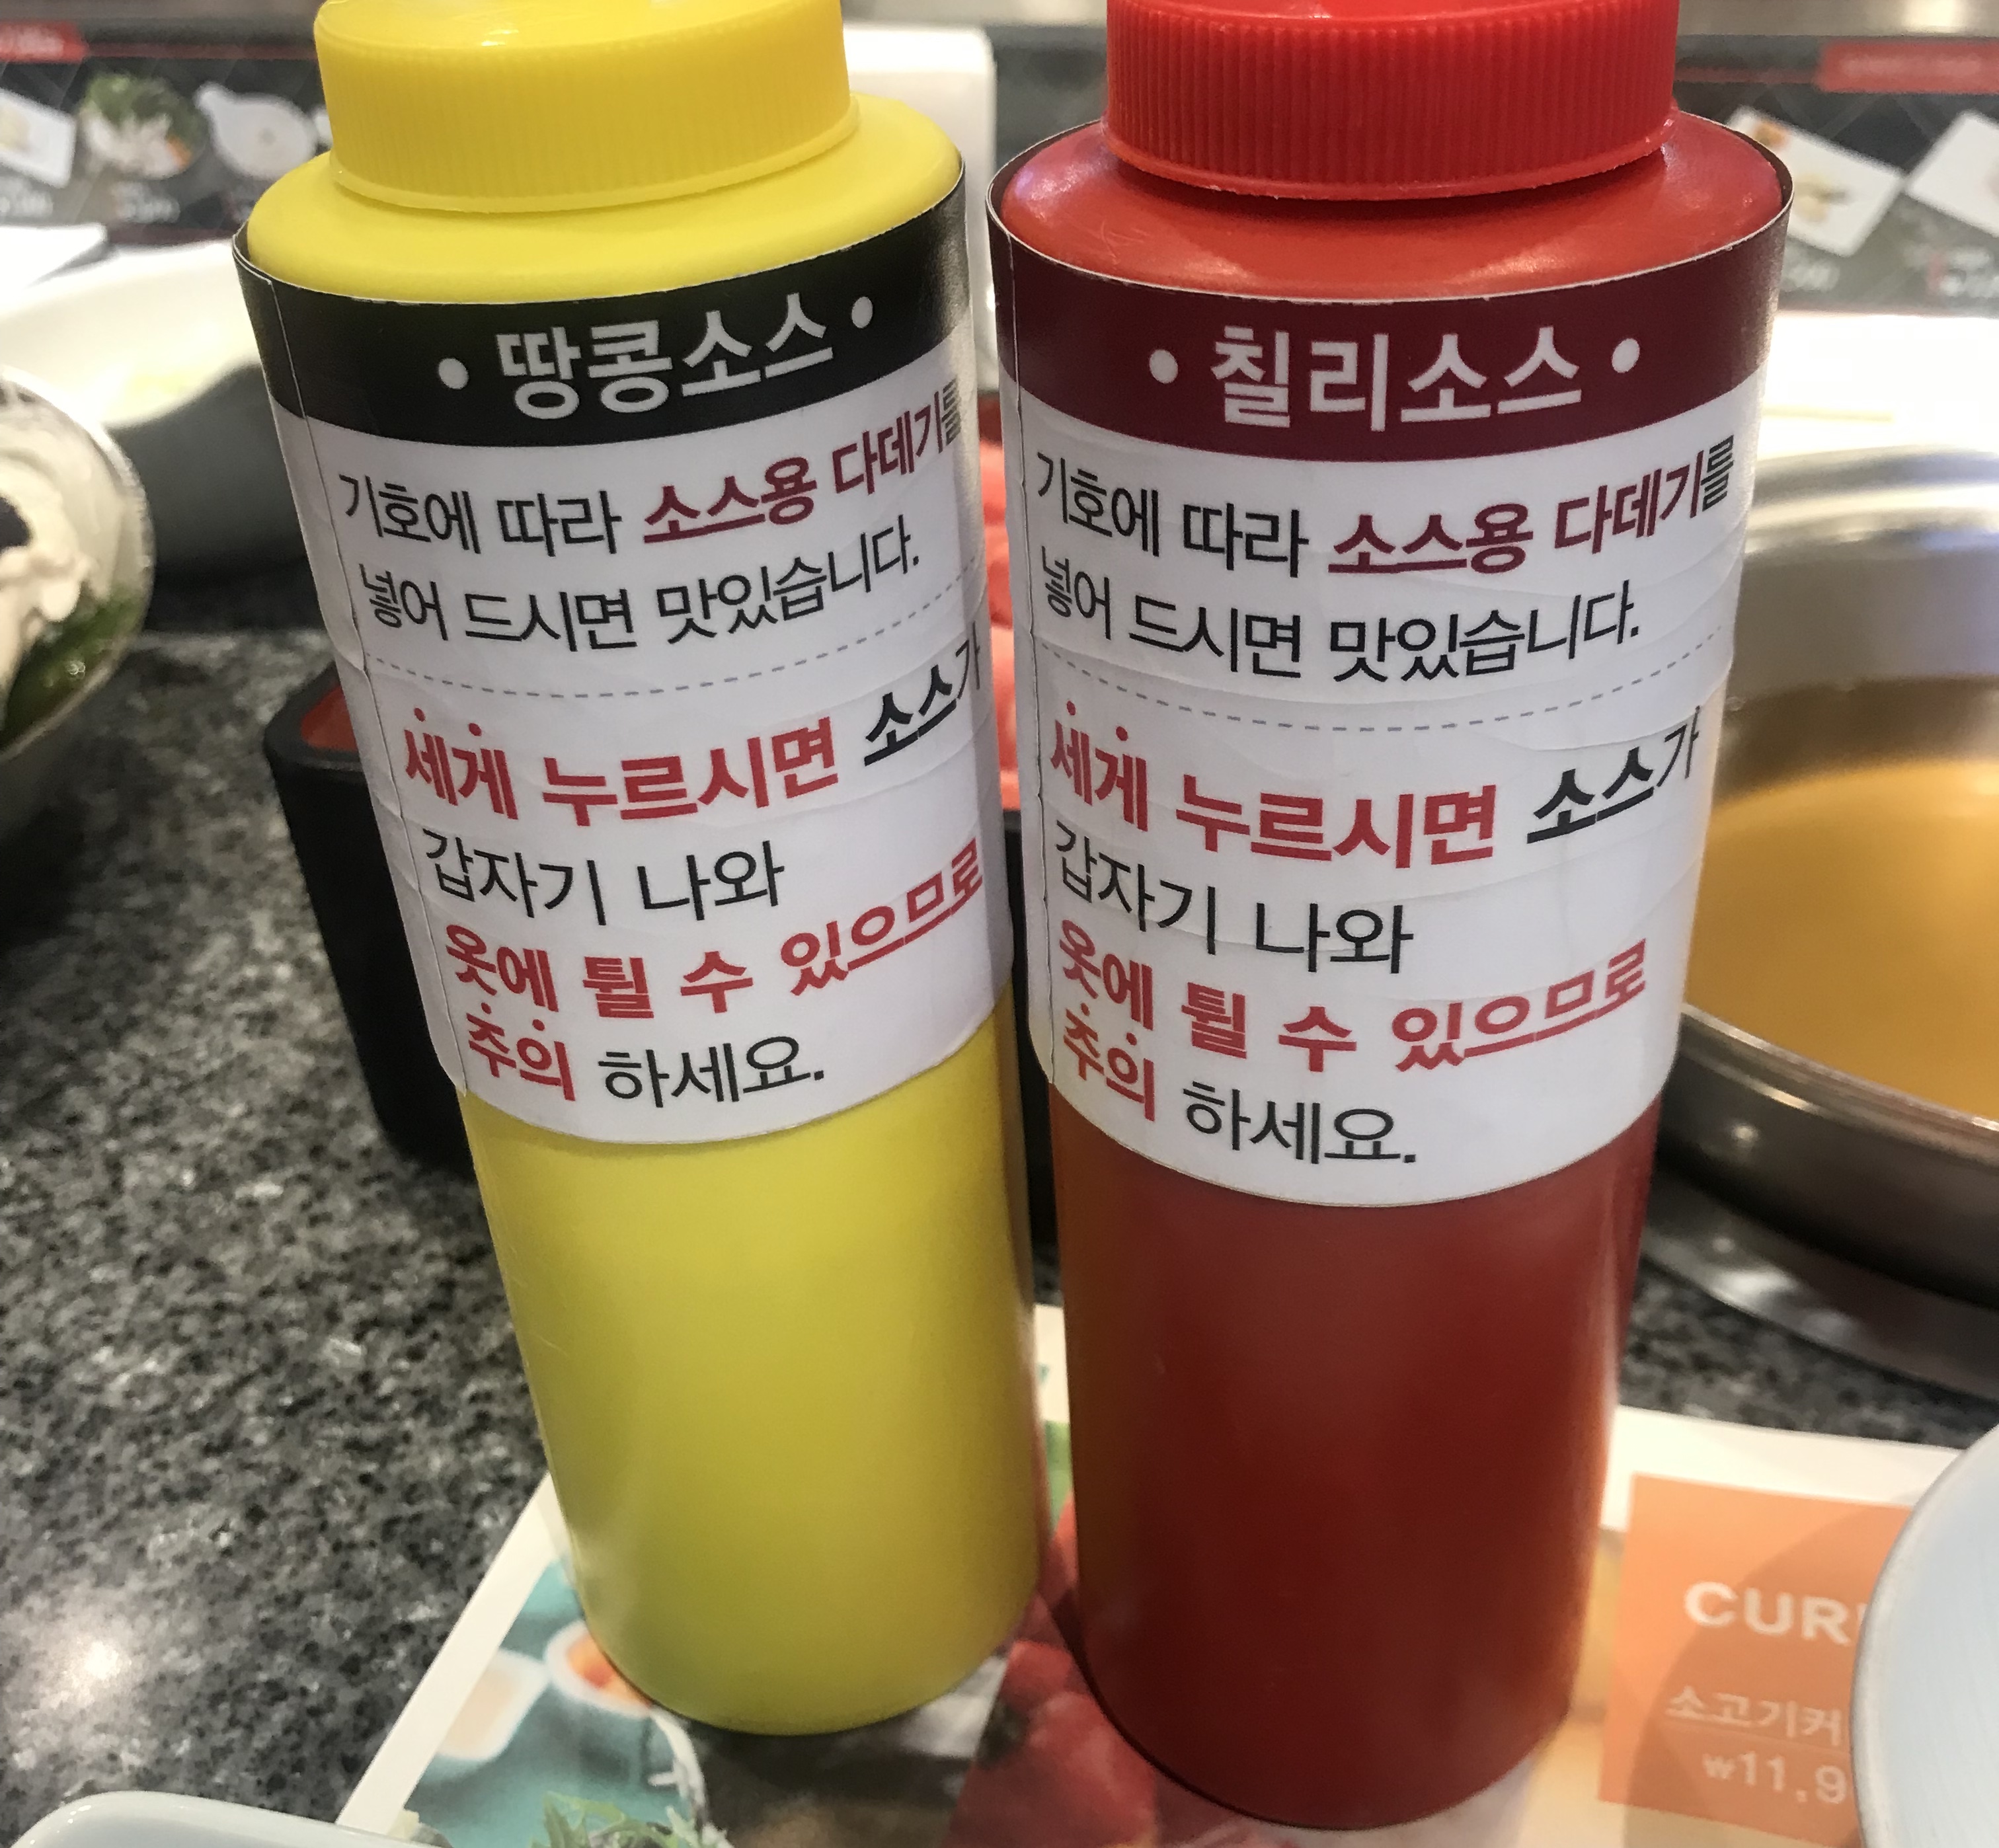 • 땅콩소스 •
기호에 따라 소스용 다데기를
넣어 드시면 맛있습니다.
세게 누르시면 소스가
갑자기 나와
옷에 튈 수 있으므로
주의 하세요.
• 칠리소스 •
기호에 따라 소스용 다데기를
넣어 드시면 맛있습니다.
세게 누르시면 소스가
갑자기 나와
옷에 튈 수 있으므로
주의 하세요.
CUR
소고기커
₩11,9